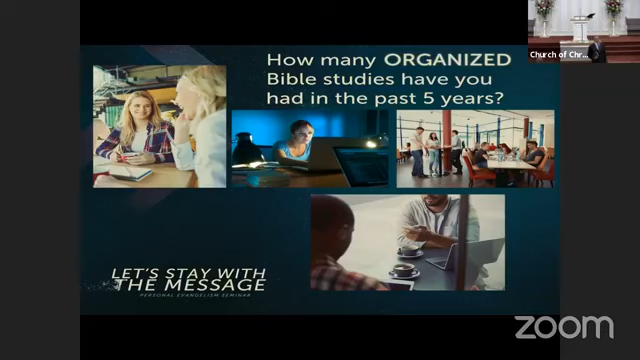 How many ORGANIZED
Bible studies have you
had in the past 5 years?
Church of Chr...
LET'S STAY WITH
THE MESSAGE
PERSONAL EVANGELISM SEMINAR
zoom